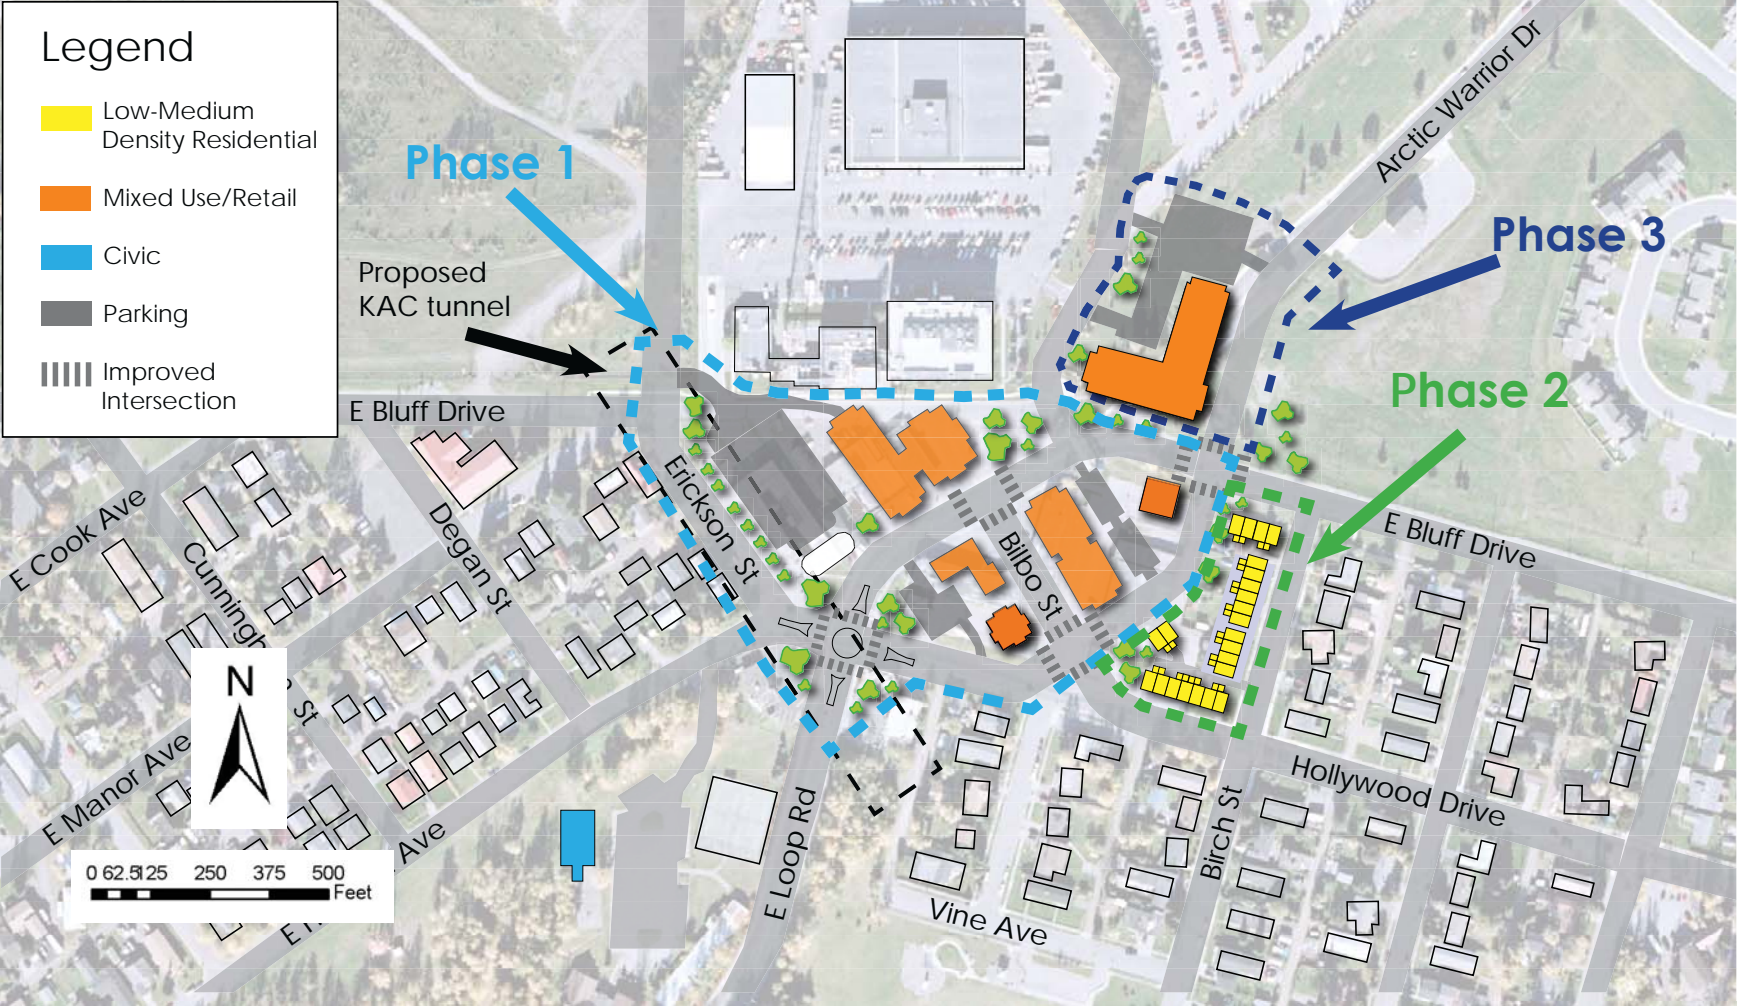 Legend
Low-Medium
Density Residential
Mixed Use/Retail
Civic
Parking
Improved
Intersection
Phase 1
Proposed
KAC tunnel
Arctic Warrior Dr
Phase 3
Phase 2
E Bluff Drive
E Bluff Drive
E Cook Ave
Degan St
Erickson St
Bilbo St
St
E Manor Ave
N
Hollywood Drive
Birch St
E Loop Rd
Vine Ave
Ave
0 62.5 125 250 375 500
Feet